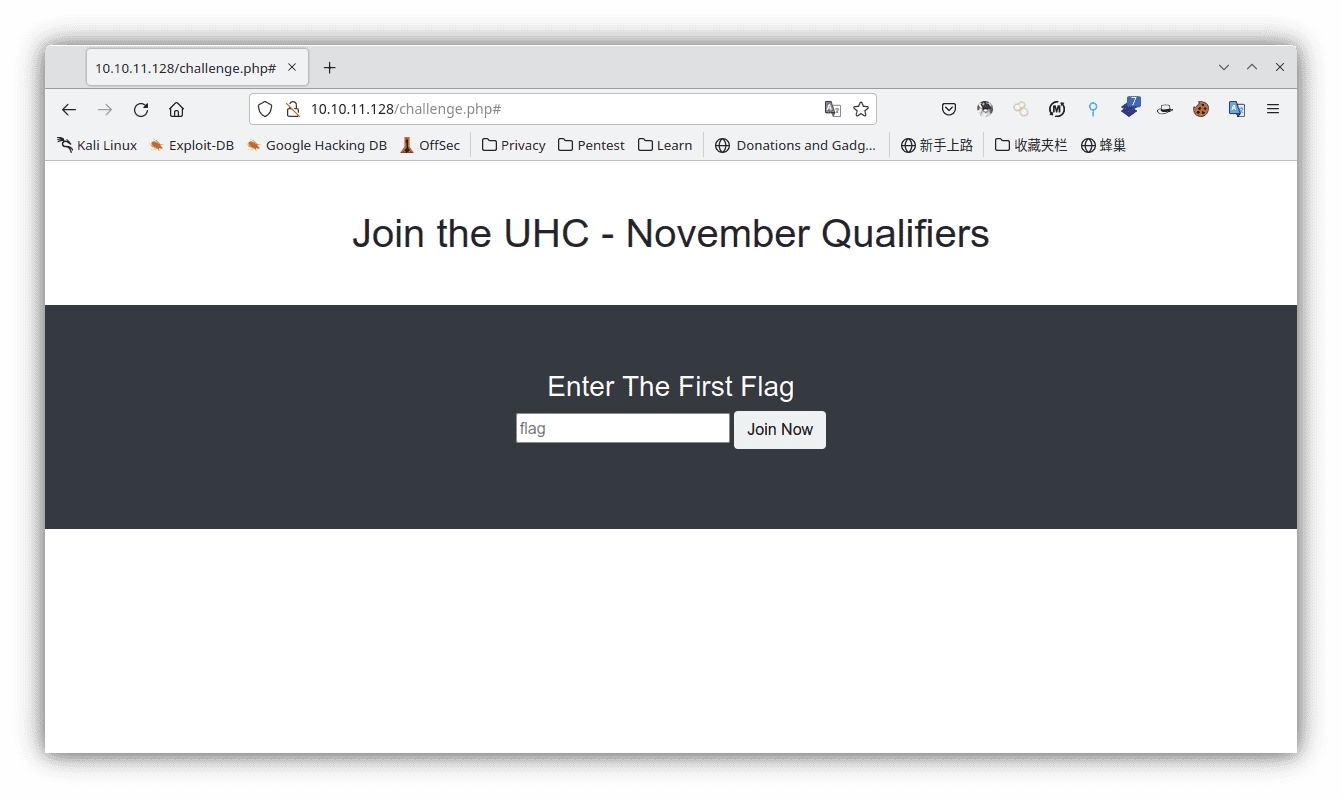 10.10.11.128/challenge.php#
10.10.11.128/challenge.php#
7
Kali Linux Exploit-DB Google Hacking DB OffSec Privacy Pentest Learn Donations and Gadg... 新手上路 收藏夹栏 蜂巢
Join the UHC - November Qualifiers
Enter The First Flag
flag Join Now